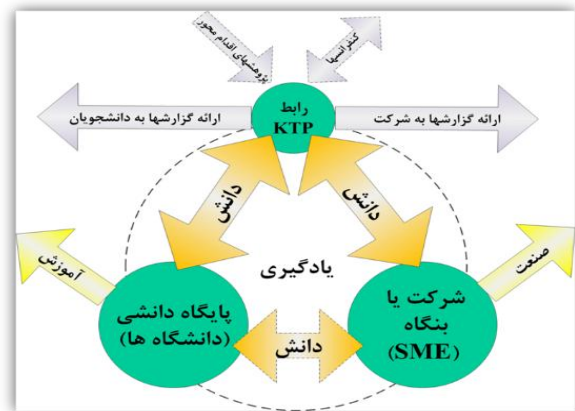 پژوهشهای اقدام محور
کنفرانسها
رابط
KTP
ارائه گزارشها به دانشجویان
ارائه گزارشها به شرکت
دانش
دانش
یادگیری
آموزش
صنعت
پایگاه دانشی
(دانشگاه ها)
دانش
شرکت یا
بنگاه
(SME)